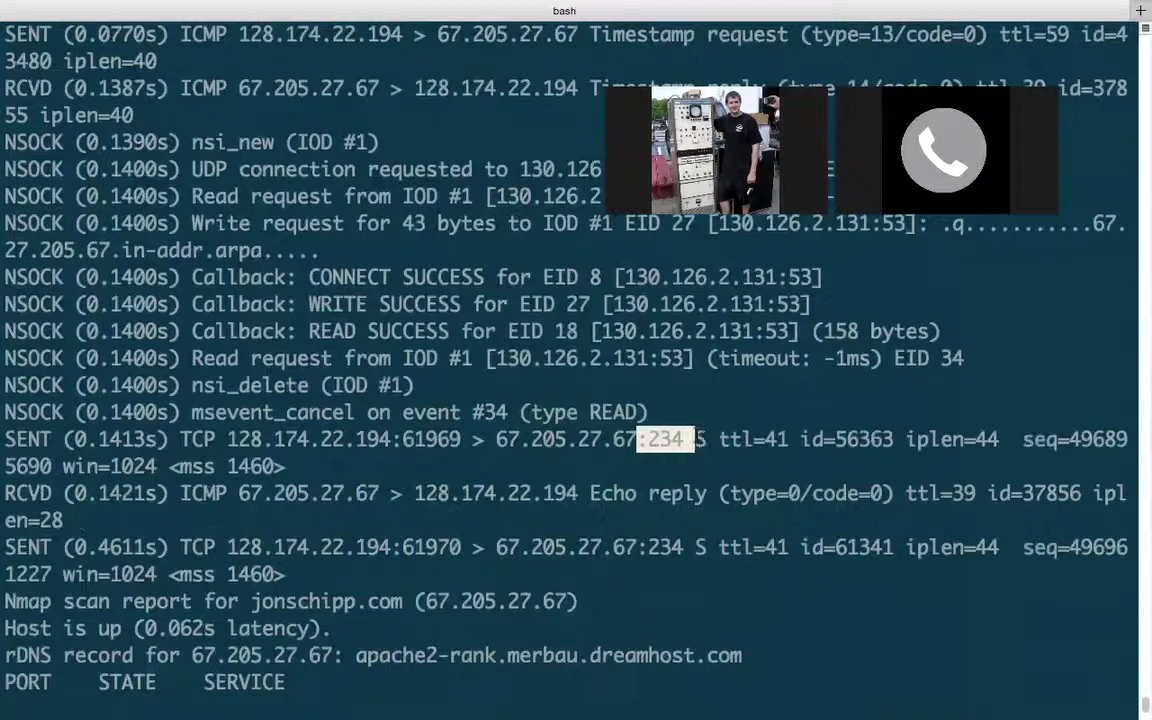 bash
SENT (0.0770s) ICMP 128.174.22.194 > 67.205.27.67 Timestamp request (type=13/code=0) ttl=59 id=4
3480 iplen=40
RCVD (0.1387s) ICMP 67.205.27.67 > 128.174.22.194 Timestamp reply (type=14/code=0) ttl=39 id=378
55 iplen=40
NSOCK (0.1390s) nsi_new (IOD #1)
NSOCK (0.1400s) UDP connection requested to 130.126
NSOCK (0.1400s) Read request from IOD #1 [130.126.2
NSOCK (0.1400s) Write request for 43 bytes to IOD #1 EID 27 [130.126.2.131:53]: .q...........67.
27.205.67.in-addr.arpa.....
NSOCK (0.1400s) Callback: CONNECT SUCCESS for EID 8 [130.126.2.131:53]
NSOCK (0.1400s) Callback: WRITE SUCCESS for EID 27 [130.126.2.131:53]
NSOCK (0.1400s) Callback: READ SUCCESS for EID 18 [130.126.2.131:53] (158 bytes)
NSOCK (0.1400s) Read request from IOD #1 [130.126.2.131:53] (timeout: -1ms) EID 34
NSOCK (0.1400s) nsi_delete (IOD #1)
NSOCK (0.1400s) msevent_cancel on event #34 (type READ)
SENT (0.1413s) TCP 128.174.22.194:61969 > 67.205.27.67:234 S ttl=41 id=56363 iplen=44  seq=49689
5690 win=1024 <mss 1460>
RCVD (0.1421s) ICMP 67.205.27.67 > 128.174.22.194 Echo reply (type=0/code=0) ttl=39 id=37856 ipl
en=28
SENT (0.4611s) TCP 128.174.22.194:61970 > 67.205.27.67:234 S ttl=41 id=61341 iplen=44  seq=49696
1227 win=1024 <mss 1460>
Nmap scan report for jonschipp.com (67.205.27.67)
Host is up (0.062s latency).
rDNS record for 67.205.27.67: apache2-rank.merbau.dreamhost.com
PORT    STATE    SERVICE